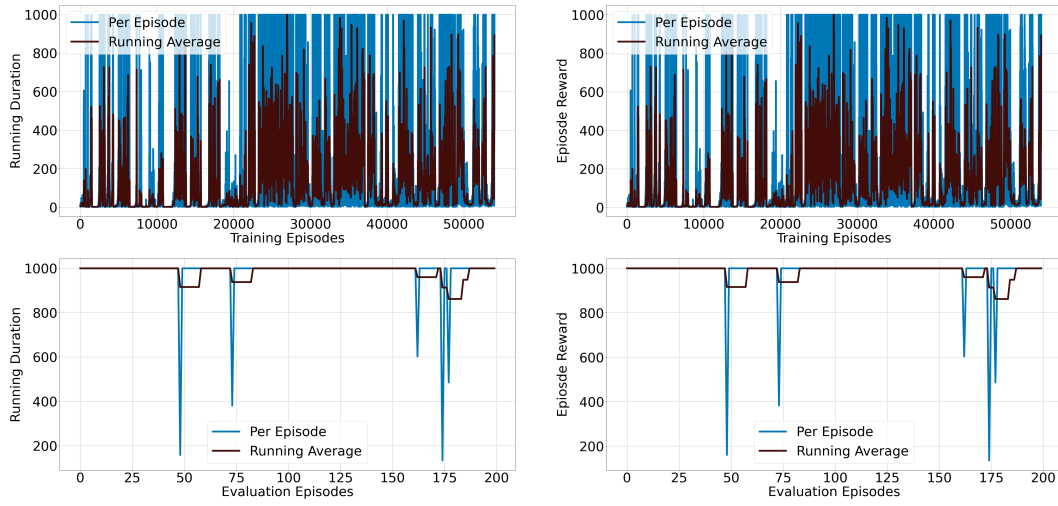 Running Duration
1000
800
600
400
200
0
Per Episode
Running Average
0 10000 20000 30000 40000 50000
Training Episodes
Epiosde Reward
1000
800
600
400
200
0
Per Episode
Running Average
0 10000 20000 30000 40000 50000
Training Episodes
Running Duration
1000
800
600
400
200
Per Episode
Running Average
0 25 50 75 100 125 150 175 200
Evaluation Episodes
Epiosde Reward
1000
800
600
400
200
Per Episode
Running Average
0 25 50 75 100 125 150 175 200
Evaluation Episodes